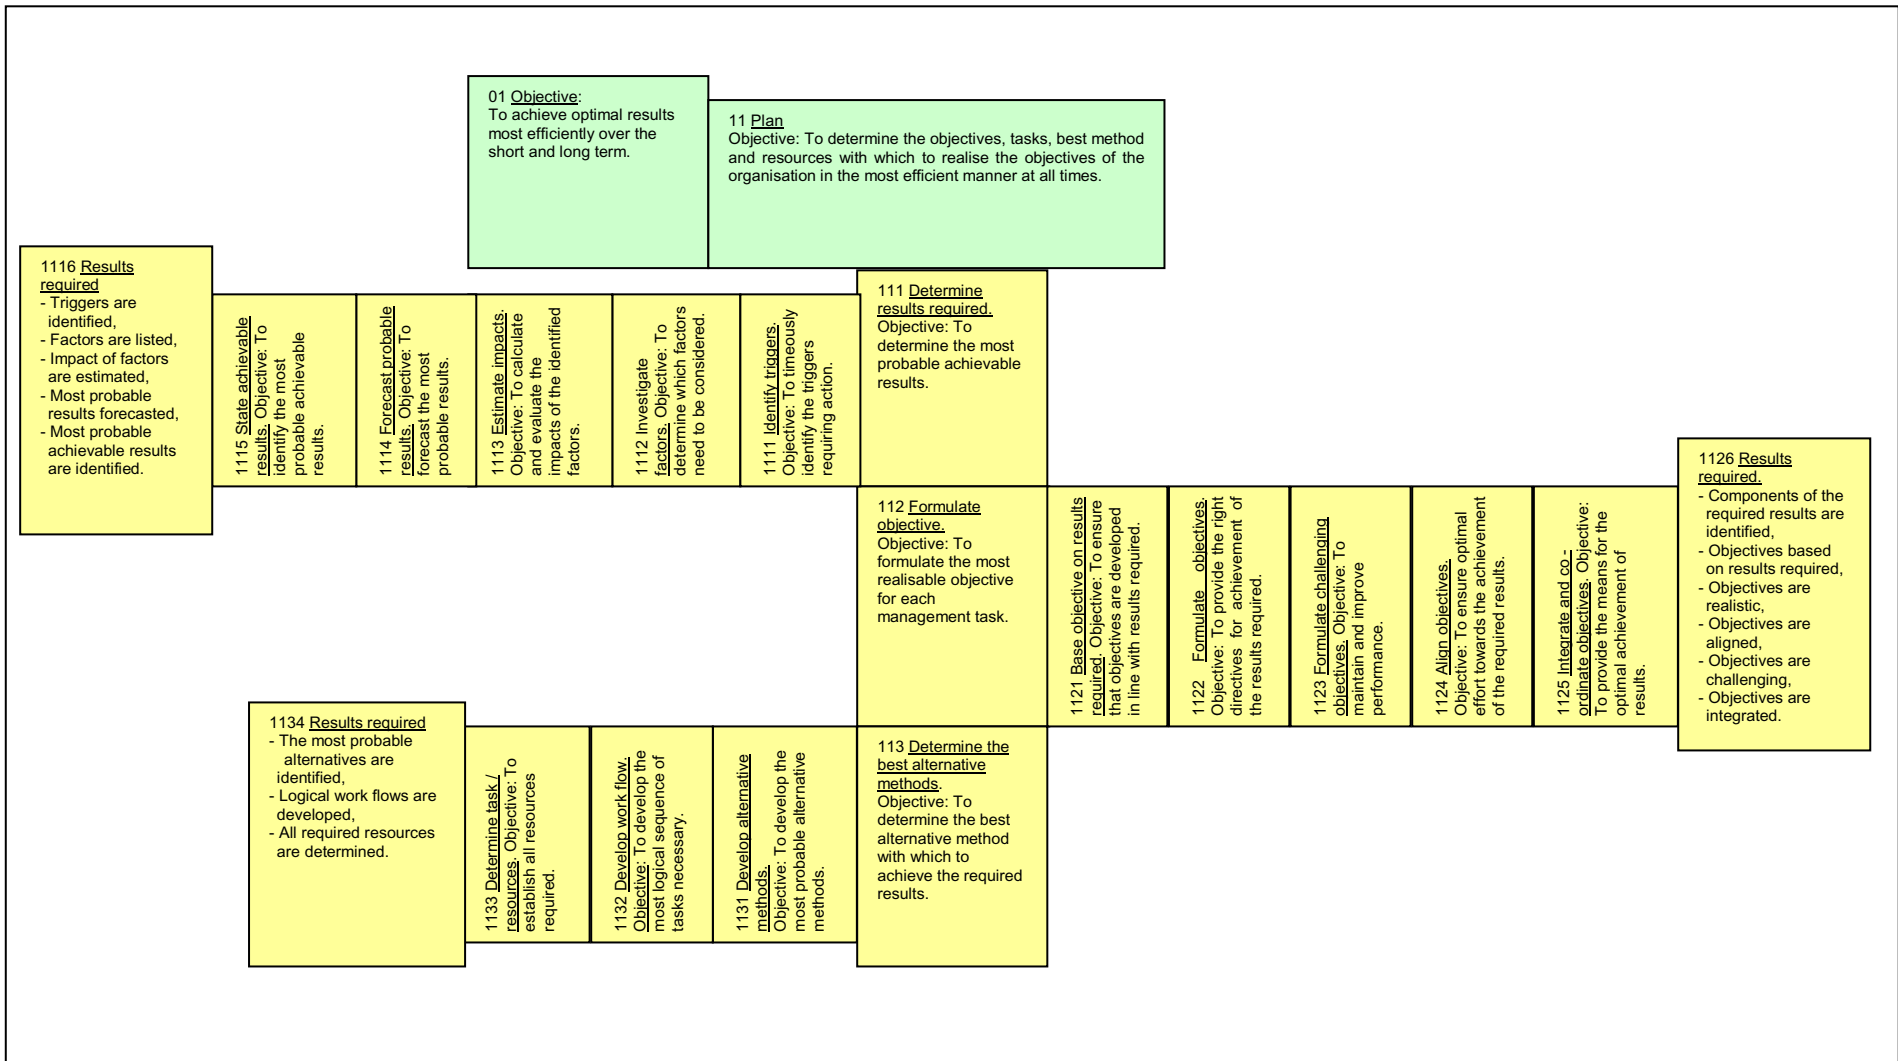 01 Objective:
To achieve optimal results
most efficiently over the
short and long term.
11 Plan
Objective: To determine the objectives, tasks, best method
and resources with which to realise the objectives of the
organisation in the most efficient manner at all times.
1116 Results
required
- Triggers are
identified,
- Factors are listed,
- Impact of factors
are estimated,
- Most probable
results forecasted,
- Most probable
achievable results
are identified.
1115 State achievable
results. Objective: To
identify the most
probable achievable
results.
1114 Forecast probable
results. Objective: To
forecast the most
probable results.
1113 Estimate impacts.
Objective: To calculate
and evaluate the
impacts of the identified
factors.
1112 Investigate
factors. Objective: To
determine which factors
need to be considered.
1111 Identify triggers.
Objective: To timeously
identify the triggers
requiring action.
111 Determine
results required.
Objective: To
determine the most
probable achievable
results.
112 Formulate
objective.
Objective: To
formulate the most
realisable objective
for each
management task.
1121 Base objective on results
required. Objective: To ensure
that objectives are developed
in line with results required.
1122 Formulate objectives.
Objective: To provide the right
directives for achievement of
the results required.
1123 Formulate challenging
objectives. Objective: To
maintain and improve
performance.
1124 Align objectives.
Objective: To ensure optimal
effort towards the achievement
of the required results.
1125 Integrate and co -
ordinate objectives. Objective:
To provide the means for the
optimal achievement of
results.
1126 Results
required.
- Components of the
required results are
identified,
- Objectives based
on results required,
- Objectives are
realistic,
- Objectives are
aligned,
- Objectives are
challenging,
- Objectives are
integrated.
1134 Results required
- The most probable
alternatives are
identified,
- Logical work flows are
developed,
- All required resources
are determined.
1133 Determine task /
resources. Objective: To
establish all resources
required.
1132 Develop work flow.
Objective: To develop the
most logical sequence of
tasks necessary.
1131 Develop alternative
methods.
Objective: To develop the
most probable alternative
methods.
113 Determine the
best alternative
methods.
Objective: To
determine the best
alternative method
with which to
achieve the required
results.